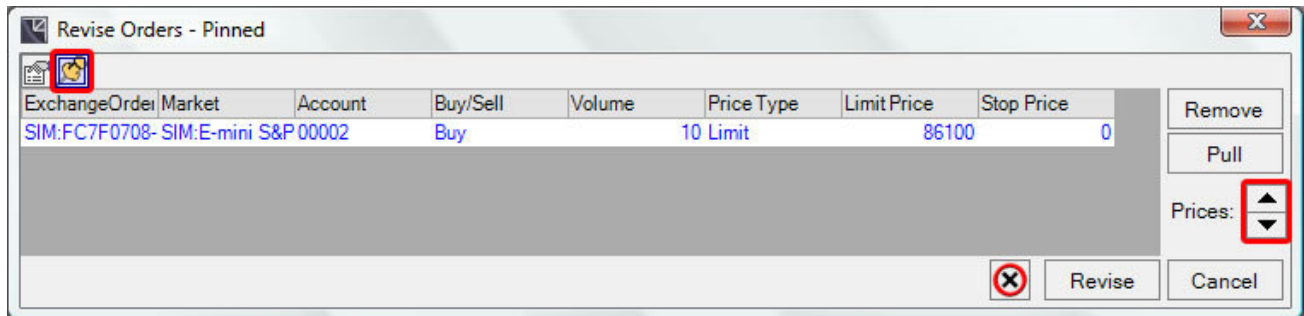 Revise Orders - Pinned
ExchangeOrder Market Account Buy/Sell Volume Price Type Limit Price Stop Price
SIM:FC7F0708- SIM:E-mini S&P 00002 Buy 10 Limit 86100 0
Remove
Pull
Prices:
Revise Cancel